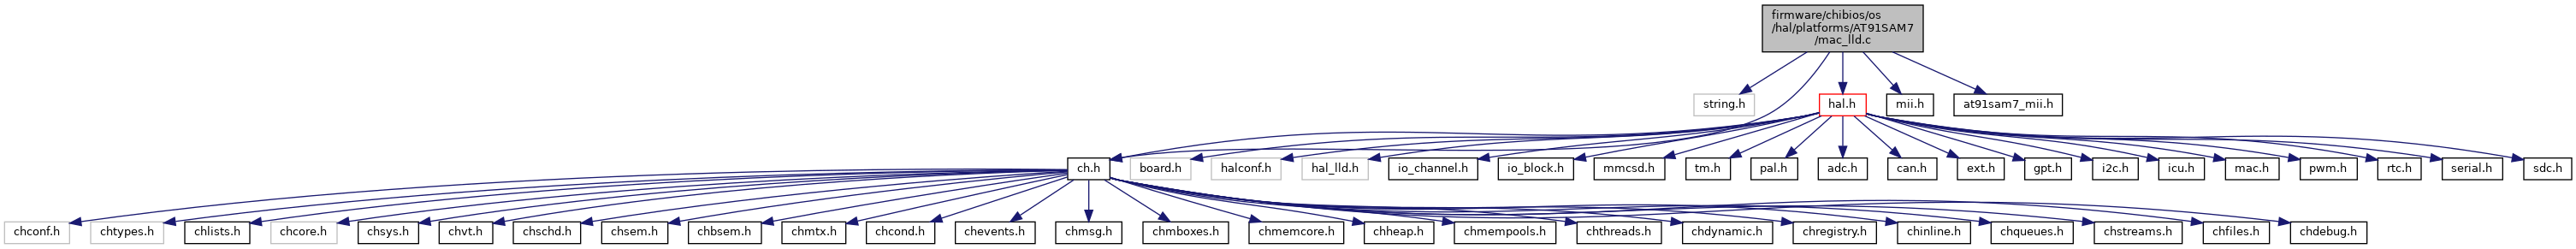 firmware/chibios/os
/hal/platforms/AT91SAM7
/mac_lld.c
string.h
hal.h
mii.h
at91sam7_mii.h
ch.h
board.h
halconf.h
hal_lld.h
io_channel.h
io_block.h
mmcsd.h
tm.h
pal.h
adc.h
can.h
ext.h
gpt.h
i2c.h
icu.h
mac.h
pwm.h
rtc.h
serial.h
sdc.h
chconf.h
chtypes.h
chlists.h
chcore.h
chsys.h
chvt.h
chschd.h
chsem.h
chbsem.h
chmtx.h
chcond.h
chevents.h
chmsg.h
chmboxes.h
chmemcore.h
chheap.h
chmempools.h
chthreads.h
chdynamic.h
chregistry.h
chinline.h
chqueues.h
chstreams.h
chfiles.h
chdebug.h